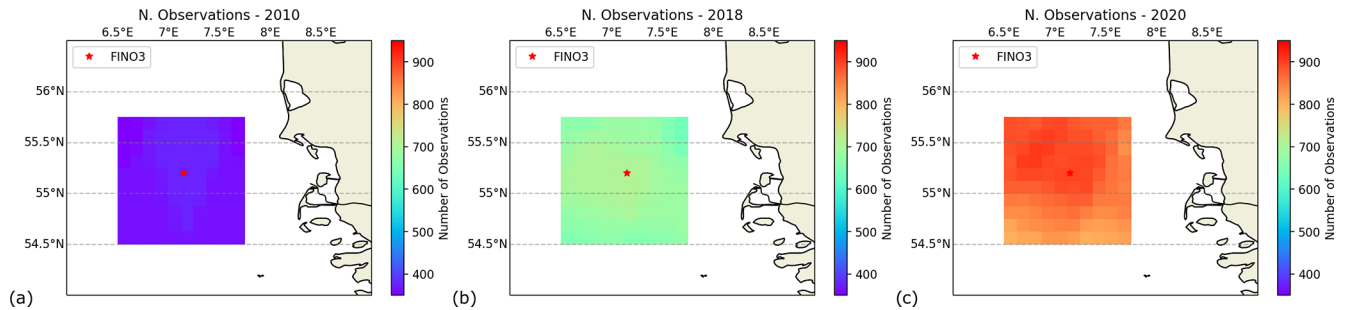 N. Observations - 2010
6.5°E 7°E 7.5°E 8°E 8.5°E
FINO3
56°N
55.5°N
55°N
54.5°N
900
800
700
600
500
400
Number of Observations
(a)
N. Observations - 2018
6.5°E 7°E 7.5°E 8°E 8.5°E
FINO3
56°N
55.5°N
55°N
54.5°N
900
800
700
600
500
400
Number of Observations
(b)
N. Observations - 2020
6.5°E 7°E 7.5°E 8°E 8.5°E
FINO3
56°N
55.5°N
55°N
54.5°N
900
800
700
600
500
400
Number of Observations
(c)